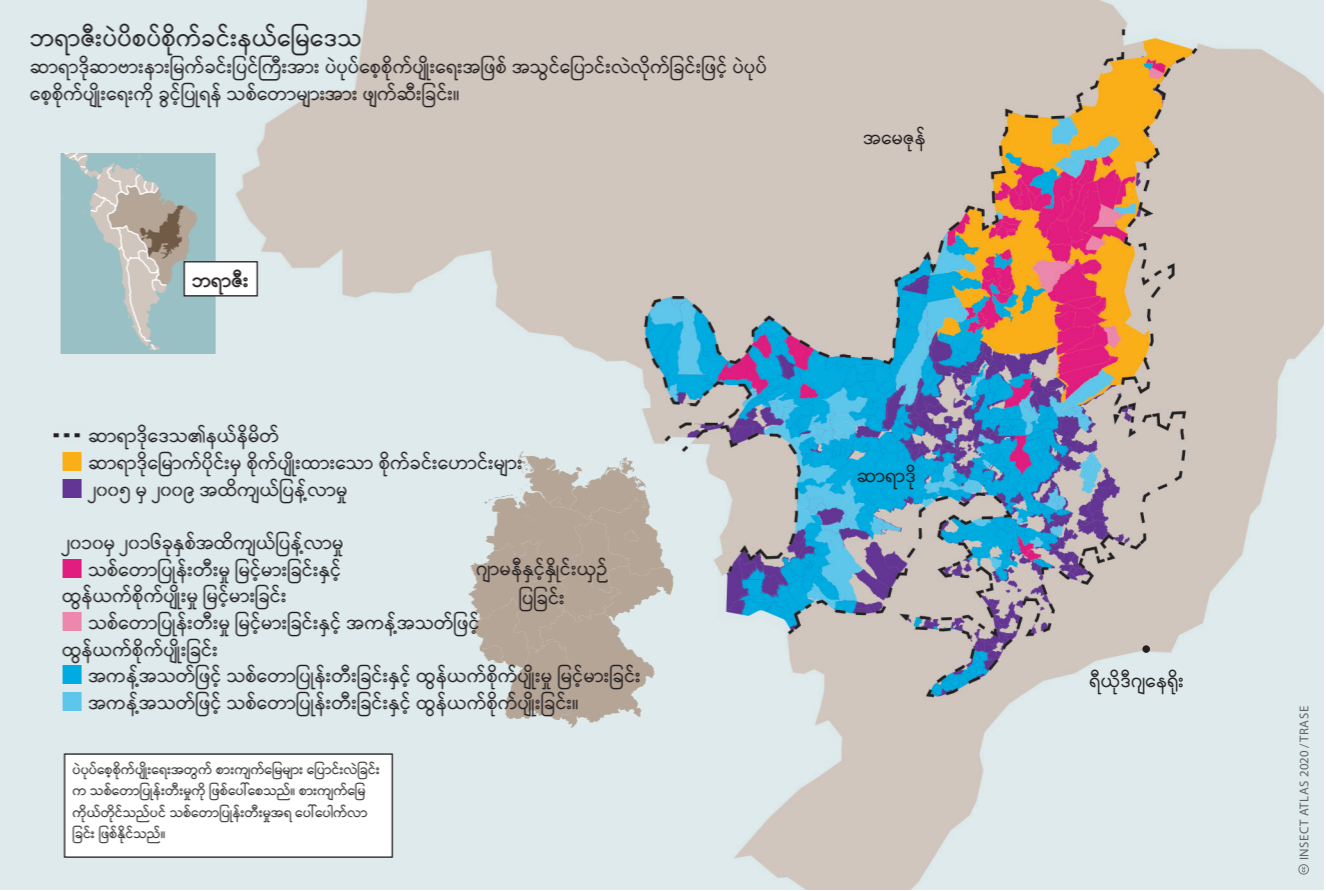 ဘရာဇီးပဲပိစပ်စိုက်ခင်းနယ်မြေဒေသ
ဆာရာဒိုဆာဗားနားမြက်ခင်းပြင်ကြီးအား ပဲပုပ်စေ့စိုက်ပျိုးရေးအဖြစ် အသွင်ပြောင်းလဲလိုက်ခြင်းဖြင့် ပဲပုပ်
စေ့စိုက်ပျိုးရေးကို ခွင့်ပြုရန် သစ်တောများအား ဖျက်ဆီးခြင်း။
အမေဇုန်
ဘရာဇီး
ဆာရာဒိုဒေသ၏နယ်နိမိတ်
ဆာရာဒိုမြောက်ပိုင်းမှ စိုက်ပျိုးထားသော စိုက်ခင်းဟောင်းများ
၂၀၀၅ မှ ၂၀၀၉ အထိကျယ်ပြန့်လာမှု
ဆာရာဒို
၂၀၁၀မှ ၂၀၁၆ခုနှစ်အထိကျယ်ပြန့်လာမှု
သစ်တောပြုန်းတီးမှု မြင့်မားခြင်းနှင့်
ထွန်ယက်စိုက်ပျိုးမှု မြင့်မားခြင်း
သစ်တောပြုန်းတီးမှု မြင့်မားခြင်းနှင့် အကန့်အသတ်ဖြင့်
ထွန်ယက်စိုက်ပျိုးခြင်း
အကန့်အသတ်ဖြင့် သစ်တောပြုန်းတီးခြင်းနှင့် ထွန်ယက်စိုက်ပျိုးမှု မြင့်မားခြင်း
အကန့်အသတ်ဖြင့် သစ်တောပြုန်းတီးခြင်းနှင့် ထွန်ယက်စိုက်ပျိုးခြင်း။
ဂျာမနီနှင့်နှိုင်းယှဉ်
ပြခြင်း
ရီယိုဒီဂျနေရိုး
ပဲပုပ်စေ့စိုက်ပျိုးရေးအတွက် စားကျက်မြေများ ပြောင်းလဲခြင်း
က သစ်တောပြုန်းတီးမှုကို ဖြစ်ပေါ်စေသည်။ စားကျက်မြေ
ကိုယ်တိုင်သည်ပင် သစ်တောပြုန်းတီးမှုအရ ပေါ်ပေါက်လာ
ခြင်း ဖြစ်နိုင်သည်။
INSECT ATLAS 2020 / TRASE